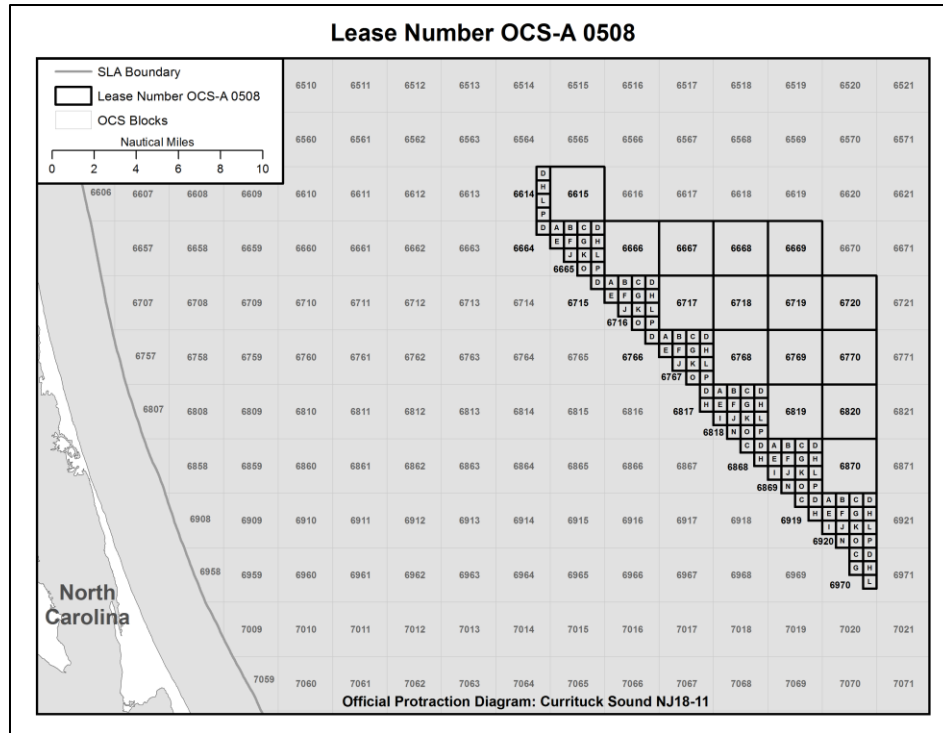 Lease Number OCS-A 0508
SLA Boundary
Lease Number OCS-A 0508
OCS Blocks
Nautical Miles
0 2 4 6 8 10
6510 6511 6512 6513 6514 6515 6516 6517 6518 6519 6520 6521
6560 6561 6562 6563 6564 6565 6566 6567 6568 6569 6570 6571
D
H
6606 6607 6608 6609 6610 6611 6612 6613 6614 6615 6616 6617 6618 6619 6620 6621
L
P
D A B C D
E F G H
6657 6658 6659 6660 6661 6662 6663 6664 6666 6667 6668 6669 6670 6671
J K L
6665 O P
D A B C D
E F G H
6707 6708 6709 6710 6711 6712 6713 6714 6715 6717 6718 6719 6720 6721
J K L
6716 O P
D A B C D
E F G H
6757 6758 6759 6760 6761 6762 6763 6764 6765 6766 6768 6769 6770 6771
J K L
6767 O P
D A B C D
H E F G H
6807 6808 6809 6810 6811 6812 6813 6814 6815 6816 6817 6819 6820 6821
I J K L
6818 N O P
C D A B C D
H E F G H
6858 6859 6860 6861 6862 6863 6864 6865 6866 6867 6868 6870 6871
I J K L
6869 N O P
C D A B C D
H E F G H
6908 6909 6910 6911 6912 6913 6914 6915 6916 6917 6918 6919 6921
I J K L
6920 N O P
C D
G H
6958 6959 6960 6961 6962 6963 6964 6965 6966 6967 6968 6969 6970 6971
L
North
Carolina
7009 7010 7011 7012 7013 7014 7015 7016 7017 7018 7019 7020 7021
7059 7060 7061 7062 7063 7064 7065 7066 7067 7068 7069 7070 7071
Official Protraction Diagram: Currituck Sound NJ18-11